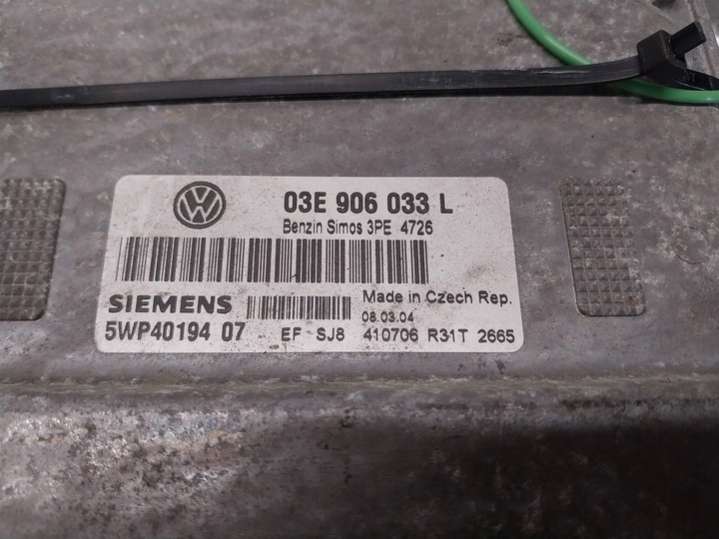 03E 906 033 L
Benzin Simos 3PE 4726
SIEMENS
Made in Czech Rep.
08.03.04
5WP40194 07 EF SJ8 410706 R31T 2665